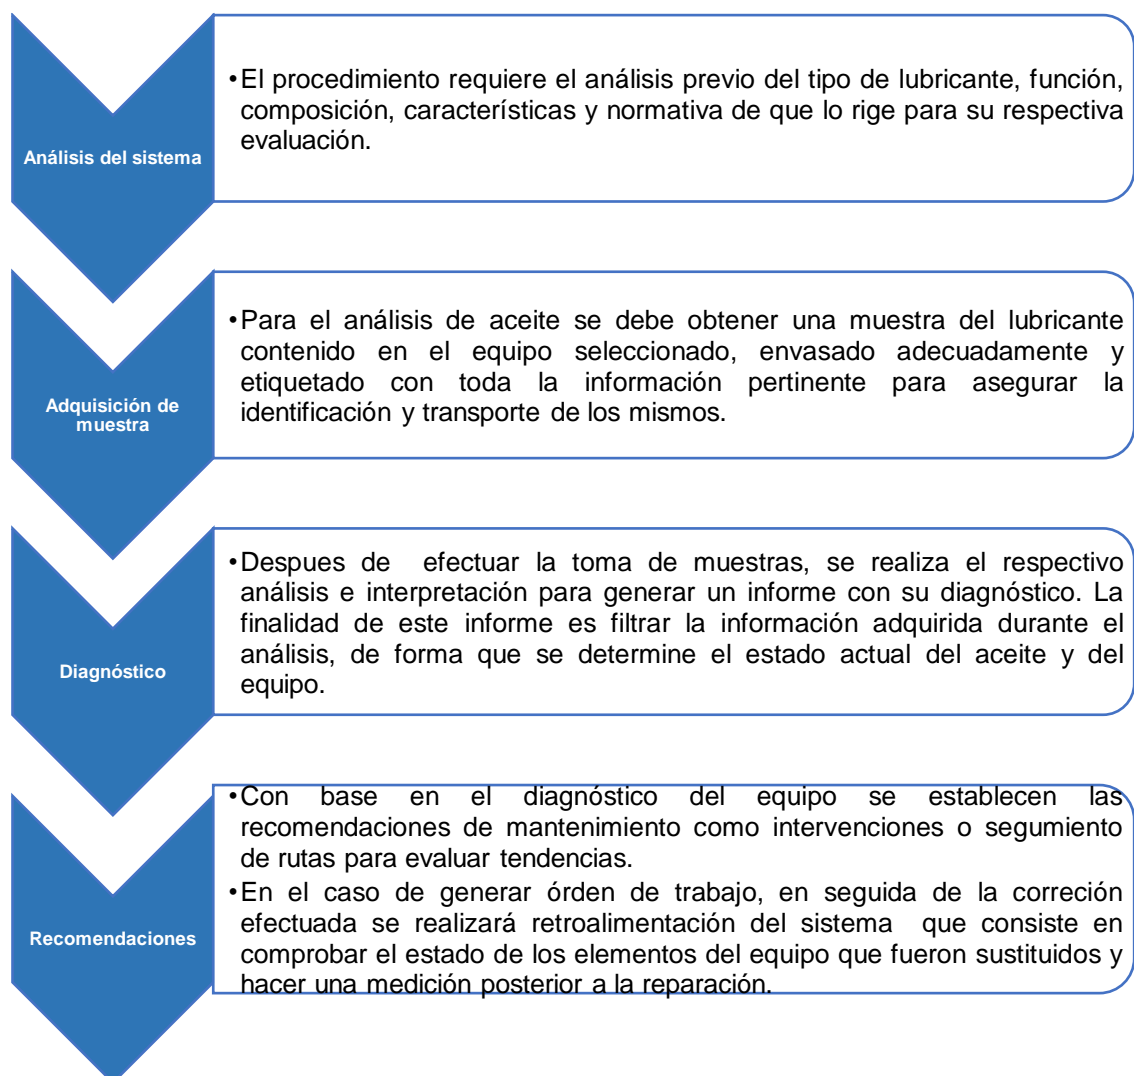 Análisis del sistema
•El procedimiento requiere el análisis previo del tipo de lubricante, función,
composición, características y normativa de que lo rige para su respectiva
evaluación.
Adquisición de
muestra
•Para el análisis de aceite se debe obtener una muestra del lubricante
contenido en el equipo seleccionado, envasado adecuadamente y
etiquetado con toda la información pertinente para asegurar la
identificación y transporte de los mismos.
Diagnóstico
•Despues de efectuar la toma de muestras, se realiza el respectivo
análisis e interpretación para generar un informe con su diagnóstico. La
finalidad de este informe es filtrar la información adquirida durante el
análisis, de forma que se determine el estado actual del aceite y del
equipo.
Recomendaciones
•Con base en el diagnóstico del equipo se establecen las
recomendaciones de mantenimiento como intervenciones o segumiento
de rutas para evaluar tendencias.
•En el caso de generar órden de trabajo, en seguida de la correción
efectuada se realizará retroalimentación del sistema que consiste en
comprobar el estado de los elementos del equipo que fueron sustituidos y
hacer una medición posterior a la reparación.